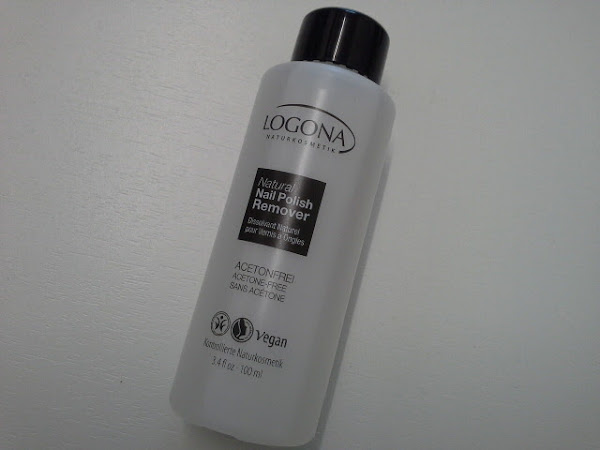 LOGONA
NATURKOSMETIK
Natural
Nail Polish
Remover
Dissolvant Naturel
pour Vernis à Ongles
ACETONFREI
ACETONE-FREE
SANS ACÉTONE
Vegan
Kontrollierte Naturkosmetik
3.4 fl oz · 100 ml